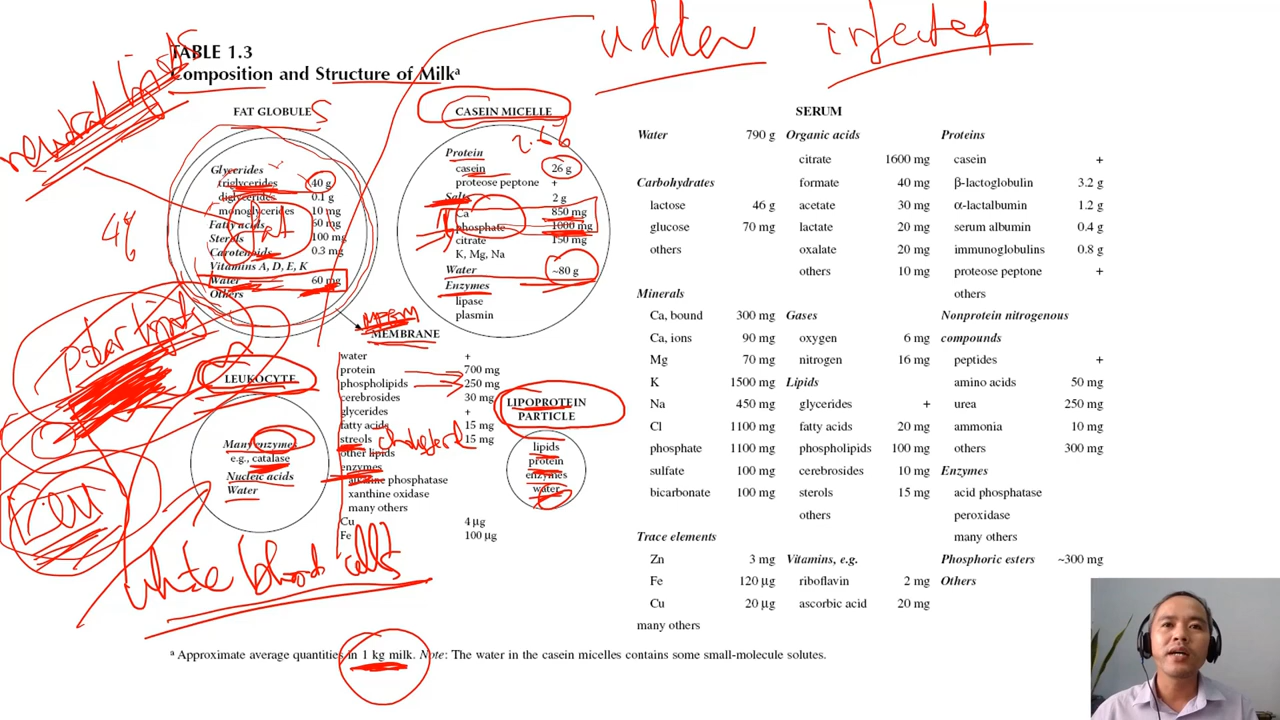 udder infected
TABLE 1.3
Composition and Structure of Milkᵃ
neutral lipids
FAT GLOBULE S
Glycerides
triglycerides 40 g
diglycerides 0.1 g
monoglycerides 10 mg
Fatty acids 60 mg
Sterols 100 mg
Carotenoids 0.3 mg
Vitamins A, D, E, K
Water 60 mg
Others
fat
4%
CASEIN MICELLE
2.6%
Protein
casein 26 g
proteose peptone +
Salts 2 g
Ca 850 mg
phosphate 1000 mg
citrate 150 mg
K, Mg, Na
Water ~80 g
Enzymes
lipase
plasmin
polar lipids
MFGM
MEMBRANE
water +
protein 700 mg
phospholipids 250 mg
cerebrosides 30 mg
glycerides +
fatty acids 15 mg
streols 15 mg
cholesterol
other lipids
enzymes
alkaline phosphatase
xanthine oxidase
many others
Cu 4 µg
Fe 100 µg
LEUKOCYTE
Many enzymes
e.g., catalase
Nucleic acids
Water
white blood cells
LIPOPROTEIN
PARTICLE
lipids
protein
enzymes
water
SERUM
Water 790 g
Carbohydrates
lactose 46 g
glucose 70 mg
others
Minerals
Ca, bound 300 mg
Ca, ions 90 mg
Mg 70 mg
K 1500 mg
Na 450 mg
Cl 1100 mg
phosphate 1100 mg
sulfate 100 mg
bicarbonate 100 mg
Trace elements
Zn 3 mg
Fe 120 µg
Cu 20 µg
many others
Organic acids
citrate 1600 mg
formate 40 mg
acetate 30 mg
lactate 20 mg
oxalate 20 mg
others 10 mg
Gases
oxygen 6 mg
nitrogen 16 mg
Lipids
glycerides +
fatty acids 20 mg
phospholipids 100 mg
cerebrosides 10 mg
sterols 15 mg
others
Vitamins, e.g.
riboflavin 2 mg
ascorbic acid 20 mg
Proteins
casein +
β-lactoglobulin 3.2 g
α-lactalbumin 1.2 g
serum albumin 0.4 g
immunoglobulins 0.8 g
proteose peptone +
others
Nonprotein nitrogenous
compounds
peptides +
amino acids 50 mg
urea 250 mg
ammonia 10 mg
others 300 mg
Enzymes
acid phosphatase
peroxidase
many others
Phosphoric esters ~300 mg
Others
ᵃ Approximate average quantities in 1 kg milk. Note: The water in the casein micelles contains some small-molecule solutes.